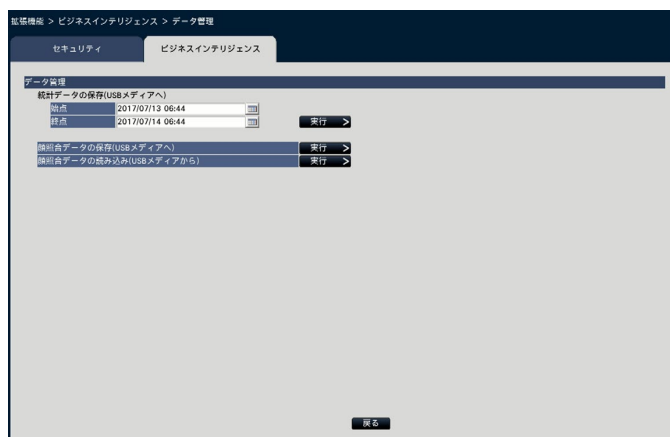 拡張機能 > ビジネスインテリジェンス > データ管理
セキュリティ ビジネスインテリジェンス
データ管理
統計データの保存(USBメディアへ)
始点 2017/07/13 06:44
終点 2017/07/14 06:44 実行 >
顔照合データの保存(USBメディアへ) 実行 >
顔照合データの読み込み(USBメディアから) 実行 >
戻る